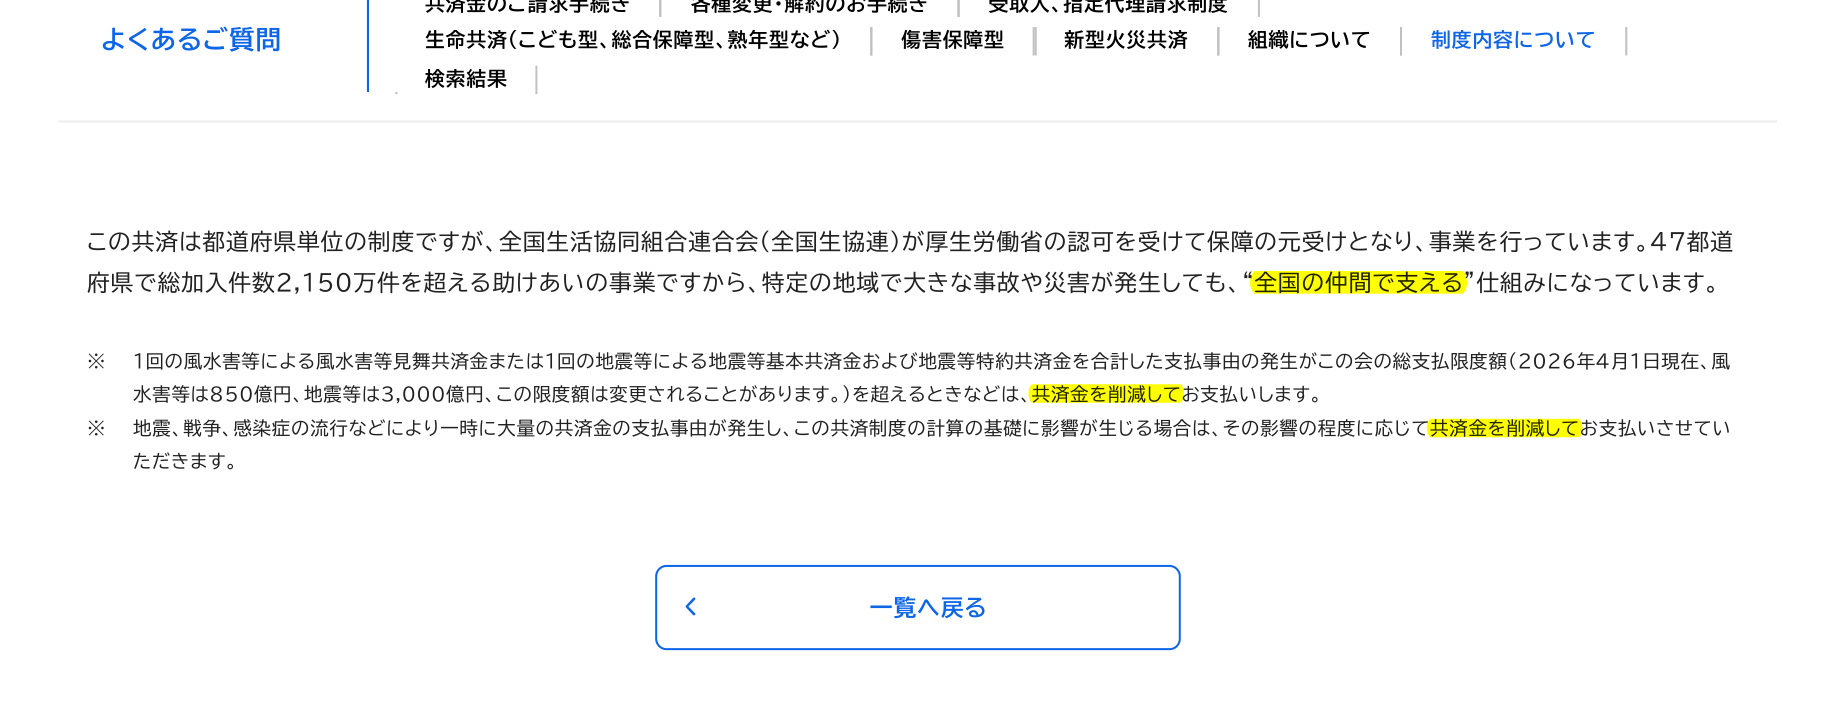 共済金のご請求手続き 各種変更・解約のお手続き 受取人、指定代理請求制度
よくあるご質問
生命共済（こども型、総合保障型、熟年型など） 傷害保障型 新型火災共済 組織について 制度内容について
検索結果
この共済は都道府県単位の制度ですが、全国生活協同組合連合会（全国生協連）が厚生労働省の認可を受けて保障の元受けとなり、事業を行っています。47都道
府県で総加入件数2,150万件を超える助けあいの事業ですから、特定の地域で大きな事故や災害が発生しても、“全国の仲間で支える”仕組みになっています。
※ 1回の風水害等による風水害等見舞共済金または1回の地震等による地震等基本共済金および地震等特約共済金を合計した支払事由の発生がこの会の総支払限度額（2026年4月1日現在、風
水害等は850億円、地震等は3,000億円、この限度額は変更されることがあります。）を超えるときなどは、共済金を削減してお支払いします。
※ 地震、戦争、感染症の流行などにより一時に大量の共済金の支払事由が発生し、この共済制度の計算の基礎に影響が生じる場合は、その影響の程度に応じて共済金を削減してお支払いさせてい
ただきます。
一覧へ戻る